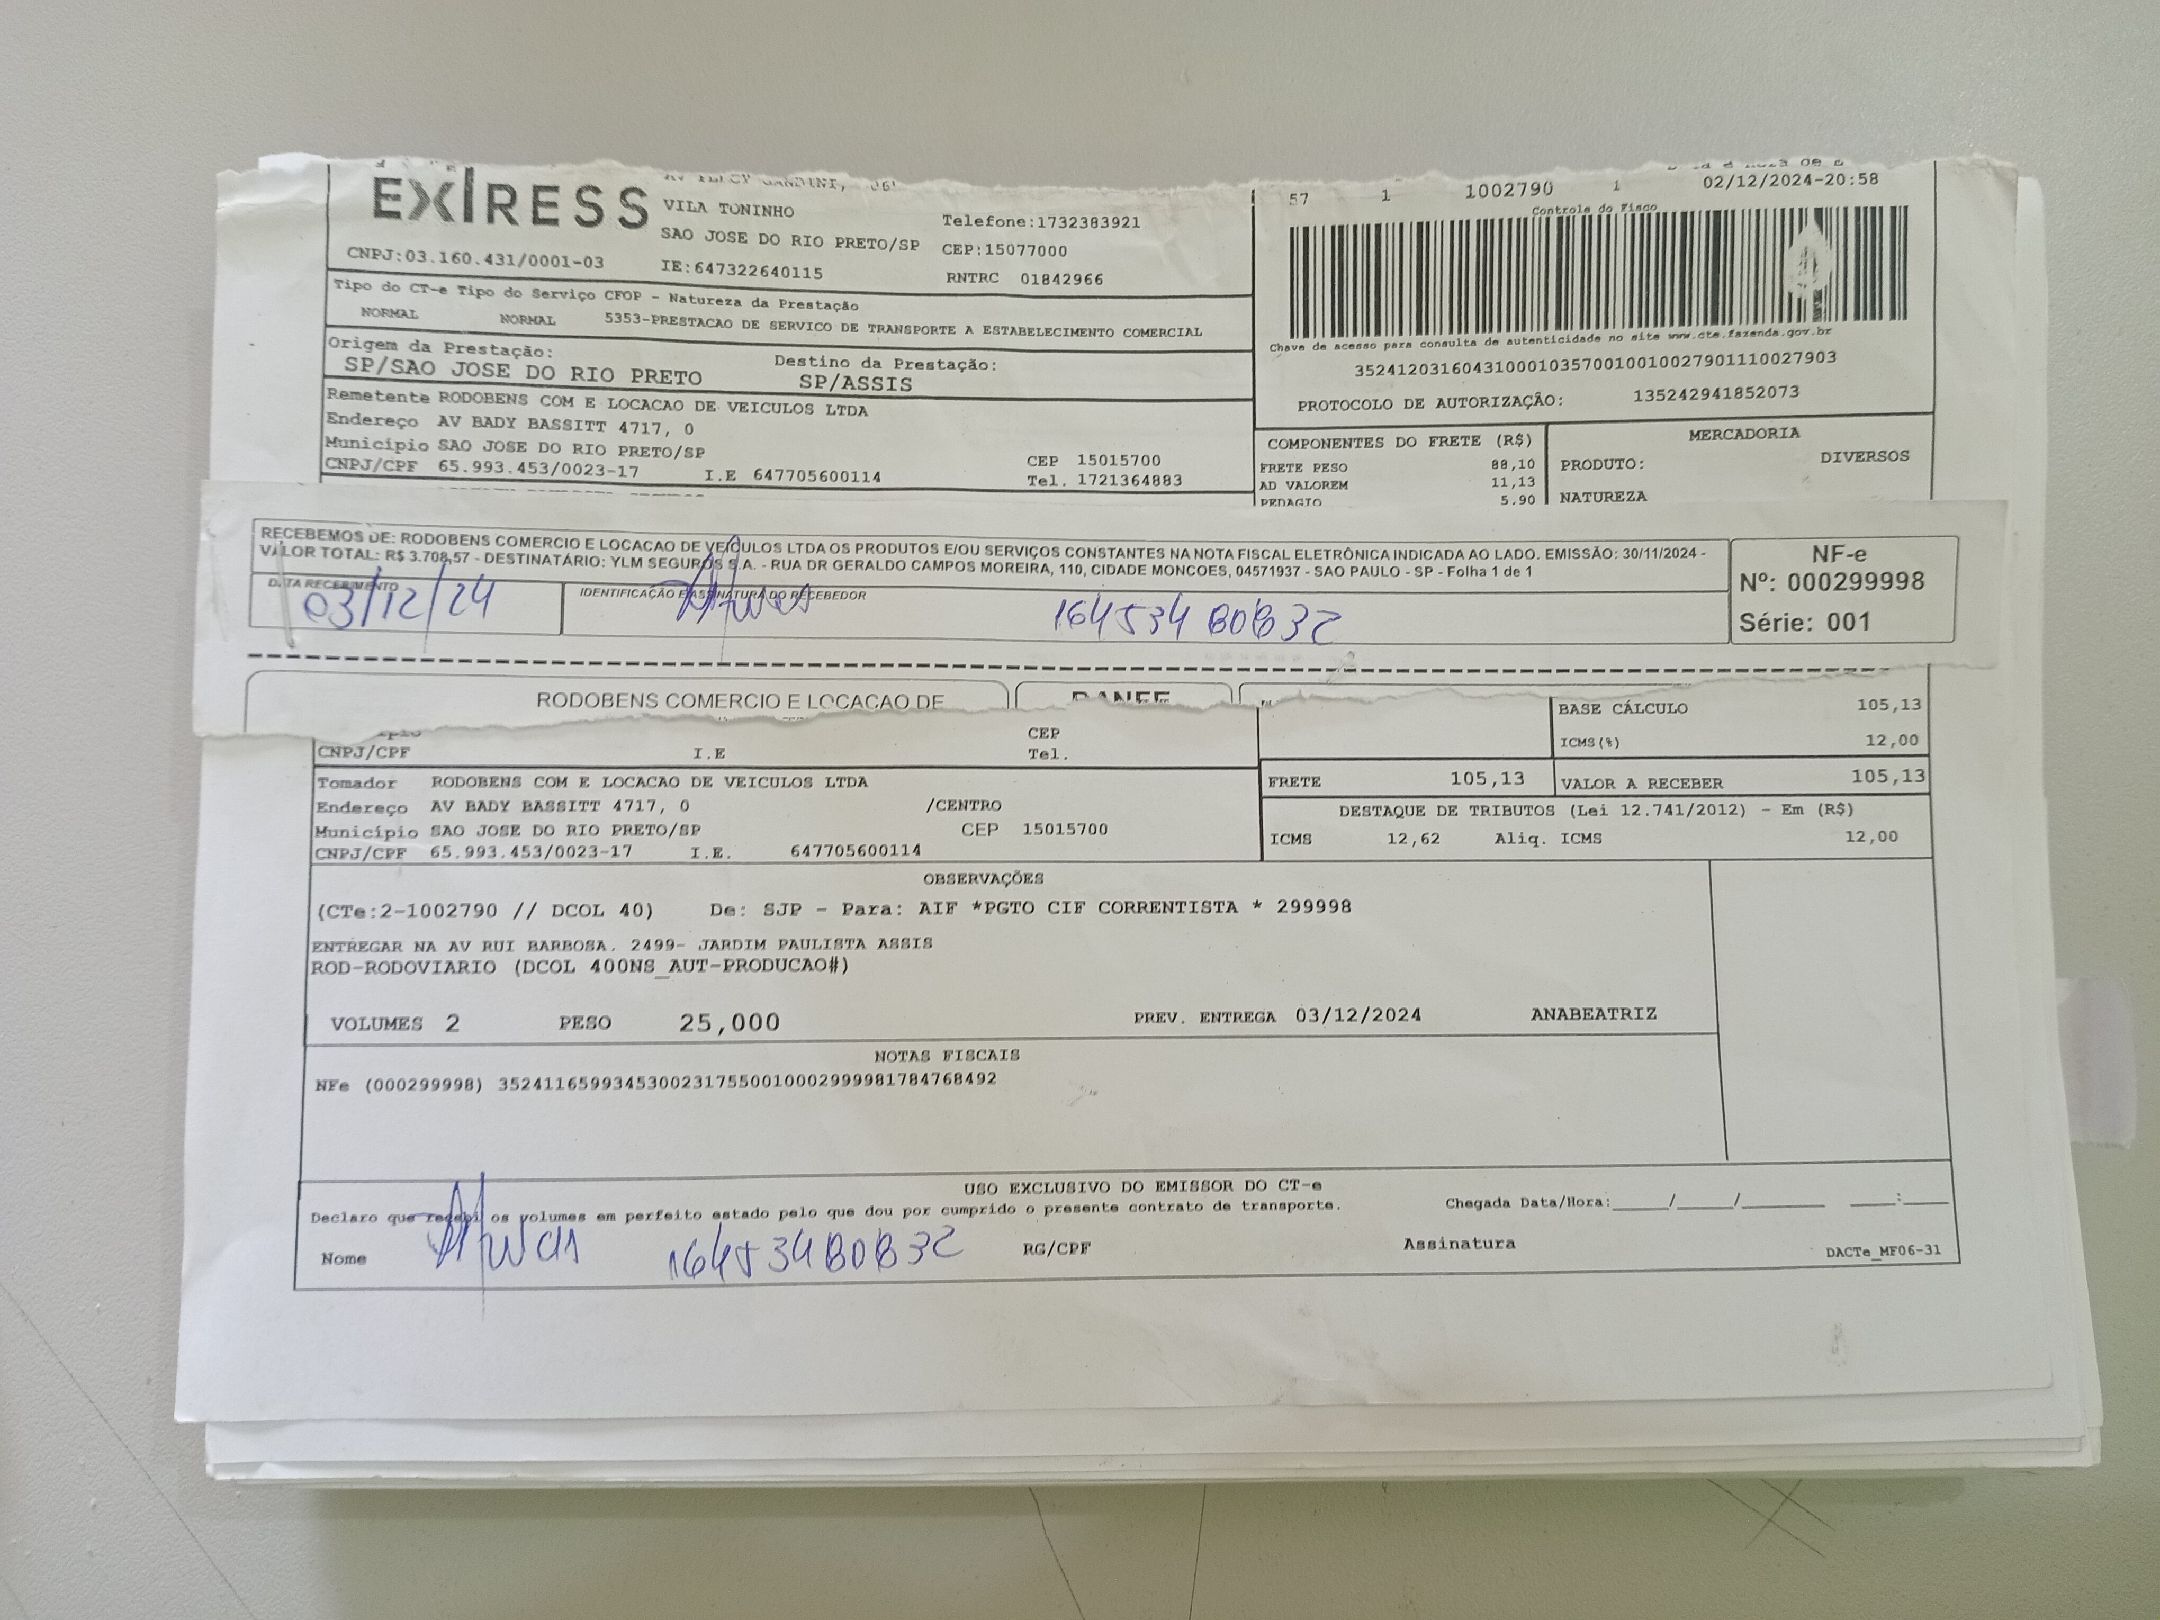 EXPRESS
VILA TONINHO
SAO JOSE DO RIO PRETO/SP
Telefone:1732383921
CEP:15077000
CNPJ:03.160.431/0001-03
IE:647322640115
RNTRC 01842966
57 1 1002790 1 02/12/2024-20:58
Controle do Fisco
Chave de acesso para consulta de autenticidade no site www.cte.fazenda.gov.br
35241203160431000103570010010027901110027903
PROTOCOLO DE AUTORIZAÇÃO: 135242941852073
Tipo do CT-e Tipo do Serviço CFOP - Natureza da Prestação
NORMAL NORMAL 5353-PRESTACAO DE SERVICO DE TRANSPORTE A ESTABELECIMENTO COMERCIAL
Origem da Prestação: Destino da Prestação:
SP/SAO JOSE DO RIO PRETO SP/ASSIS
Remetente RODOBENS COM E LOCACAO DE VEICULOS LTDA
Endereço AV BADY BASSITT 4717, 0
Município SAO JOSE DO RIO PRETO/SP CEP 15015700
CNPJ/CPF 65.993.453/0023-17 I.E 647705600114 Tel. 1721364883
COMPONENTES DO FRETE (R$)
FRETE PESO 88,10
AD VALOREM 11,13
PEDAGIO 5,90
MERCADORIA
PRODUTO: DIVERSOS
NATUREZA
RECEBEMOS DE: RODOBENS COMERCIO E LOCACAO DE VEÍCULOS LTDA OS PRODUTOS E/OU SERVIÇOS CONSTANTES NA NOTA FISCAL ELETRÔNICA INDICADA AO LADO. EMISSÃO: 30/11/2024 -
VALOR TOTAL: R$ 3.708,57 - DESTINATÁRIO: YLM SEGUROS S.A. - RUA DR GERALDO CAMPOS MOREIRA, 110, CIDADE MONCOES, 04571937 - SAO PAULO - SP - Folha 1 de 1
DATA RECEBIMENTO IDENTIFICAÇÃO E ASSINATURA DO RECEBEDOR
03/12/24
NF-e
Nº: 000299998
Série: 001
RODOBENS COMERCIO E LOCACAO DE
DANFE
CEP
CNPJ/CPF I.E Tel.
BASE CÁLCULO 105,13
ICMS(%) 12,00
FRETE 105,13 VALOR A RECEBER 105,13
Tomador RODOBENS COM E LOCACAO DE VEICULOS LTDA
Endereço AV BADY BASSITT 4717, 0 /CENTRO
Município SAO JOSE DO RIO PRETO/SP CEP 15015700
CNPJ/CPF 65.993.453/0023-17 I.E. 647705600114
DESTAQUE DE TRIBUTOS (Lei 12.741/2012) - Em (R$)
ICMS 12,62 Aliq. ICMS 12,00
OBSERVAÇÕES
(CTe:2-1002790 // DCOL 40) De: SJP - Para: AIF *PGTO CIF CORRENTISTA * 299998
ENTREGAR NA AV RUI BARBOSA. 2499- JARDIM PAULISTA ASSIS
ROD-RODOVIARIO (DCOL 400NS_AUT-PRODUCAO#)
VOLUMES 2 PESO 25,000 PREV. ENTREGA 03/12/2024 ANABEATRIZ
NOTAS FISCAIS
NFe (000299998) 35241165993453002317550010002999981784768492
USO EXCLUSIVO DO EMISSOR DO CT-e
Declaro que recebi os volumes em perfeito estado pelo que dou por cumprido o presente contrato de transporte. Chegada Data/Hora:____/____/______ ____:____
Nome RG/CPF Assinatura
DACTe_MF06-31